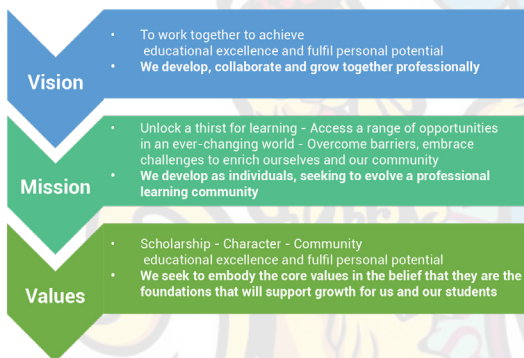 Vision
• To work together to achieve
educational excellence and fulfil personal potential
• We develop, collaborate and grow together professionally
Mission
• Unlock a thirst for learning - Access a range of opportunities
in an ever-changing world - Overcome barriers, embrace
challenges to enrich ourselves and our community
• We develop as individuals, seeking to evolve a professional
learning community
Values
• Scholarship - Character - Community
educational excellence and fulfil personal potential
• We seek to embody the core values in the belief that they are the
foundations that will support growth for us and our students